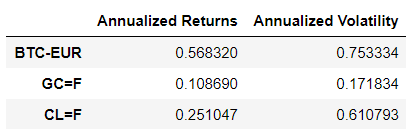 Annualized Returns Annualized Volatility
BTC-EUR 0.568320 0.753334
GC=F 0.108690 0.171834
CL=F 0.251047 0.610793